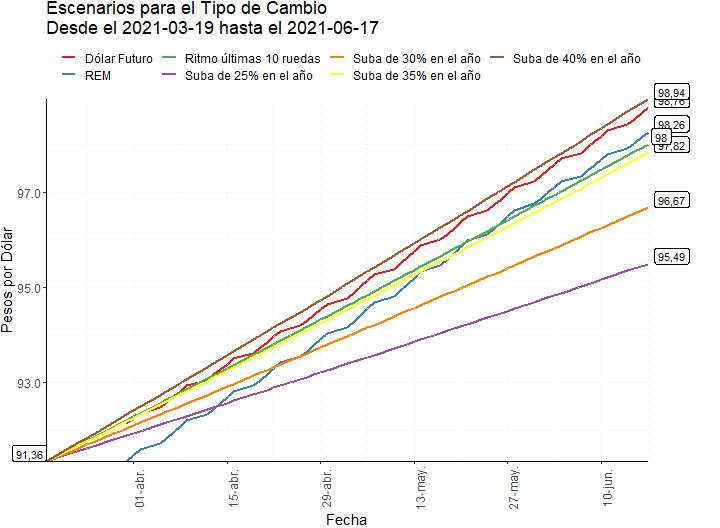 Escenarios para el Tipo de Cambio
Desde el 2021-03-19 hasta el 2021-06-17
Dólar Futuro
Ritmo últimas 10 ruedas
Suba de 30% en el año
Suba de 40% en el año
REM
Suba de 25% en el año
Suba de 35% en el año
98,94
98,76
98,26
98
97,82
96,67
95,49
97.0
95.0
93.0
91,36
Pesos por Dólar
01-abr.
15-abr.
29-abr.
13-may.
27-may.
10-jun.
Fecha